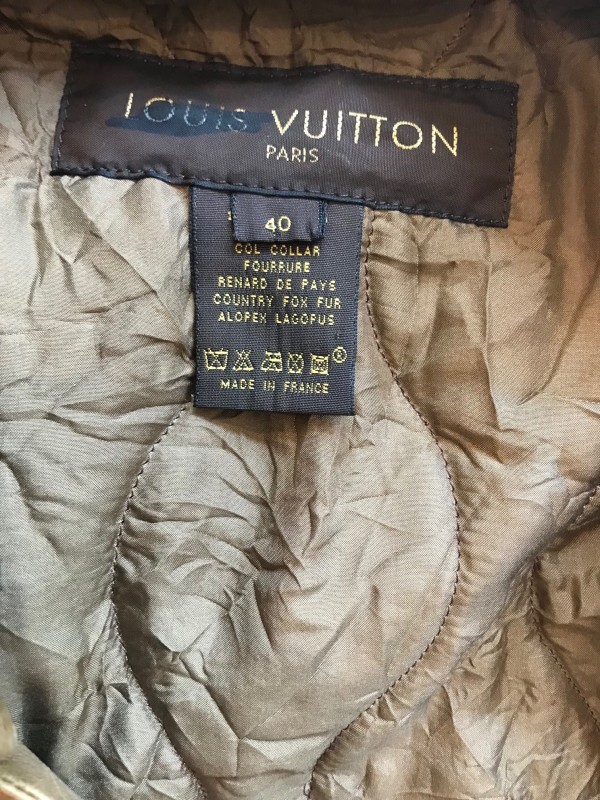 LOUIS VUITTON
PARIS
40
COL COLLAR
FOURRURE
RENARD DE PAYS
COUNTRY FOX FUR
ALOPEX LAGOPUS
®
MADE IN FRANCE